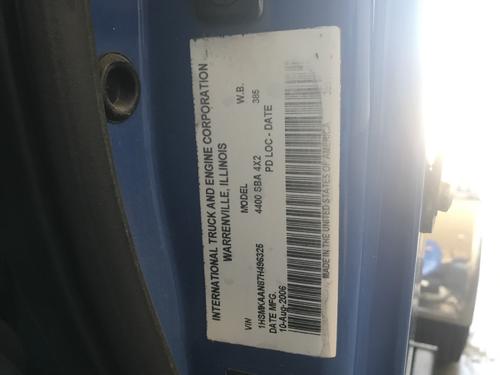 INTERNATIONAL TRUCK AND ENGINE CORPORATION
WARRENVILLE, ILLINOIS
MODEL W.B.
4400 SBA 4X2 385
PD LOC - DATE
VIN
1HSMKAAN87H496325
DATE MFG.
10-Aug-2006
MADE IN THE UNITED STATES OF AMERICA